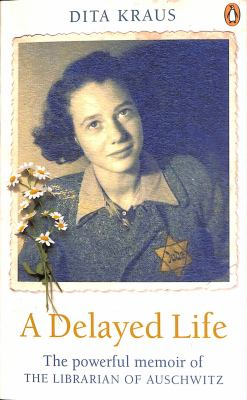 DITA KRAUS
A Delayed Life
The powerful memoir of
THE LIBRARIAN OF AUSCHWITZ